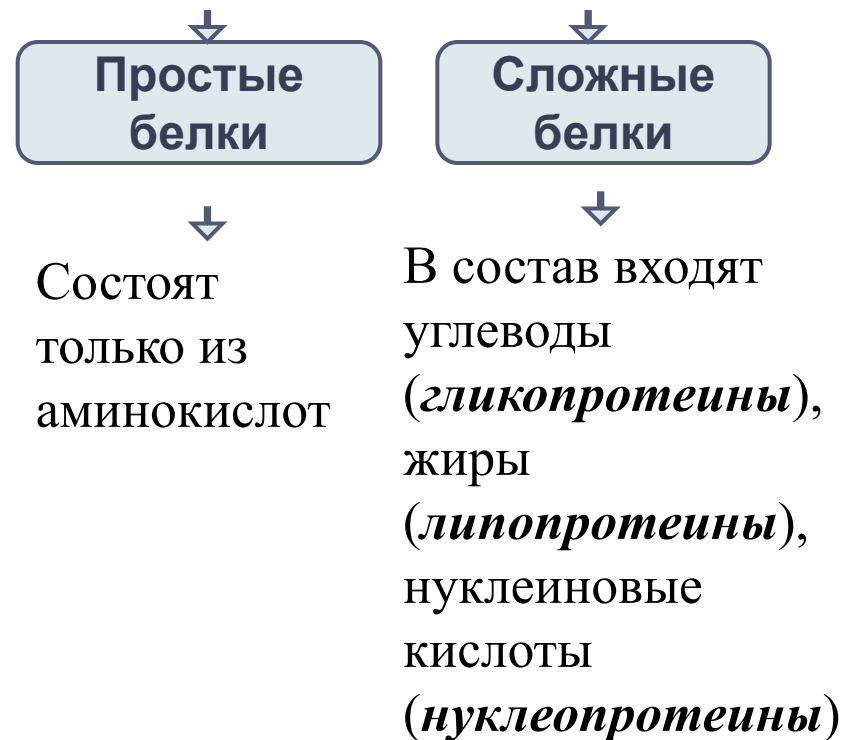 Простые
белки
Состоят
только из
аминокислот
Сложные
белки
В состав входят
углеводы
(гликопротеины),
жиры
(липопротеины),
нуклеиновые
кислоты
(нуклеопротеины)